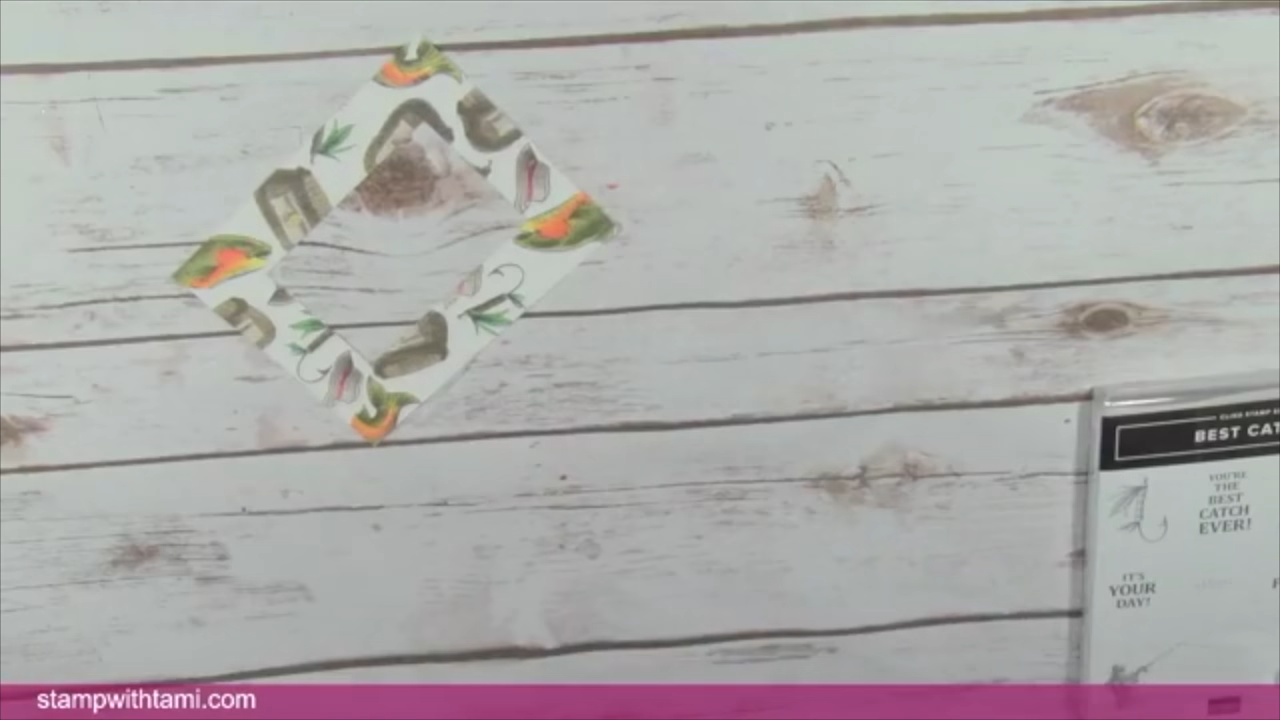 BEST CAT
YOU'RE
THE
BEST
CATCH
EVER!
IT'S
YOUR
DAY!
stampwithtami.com